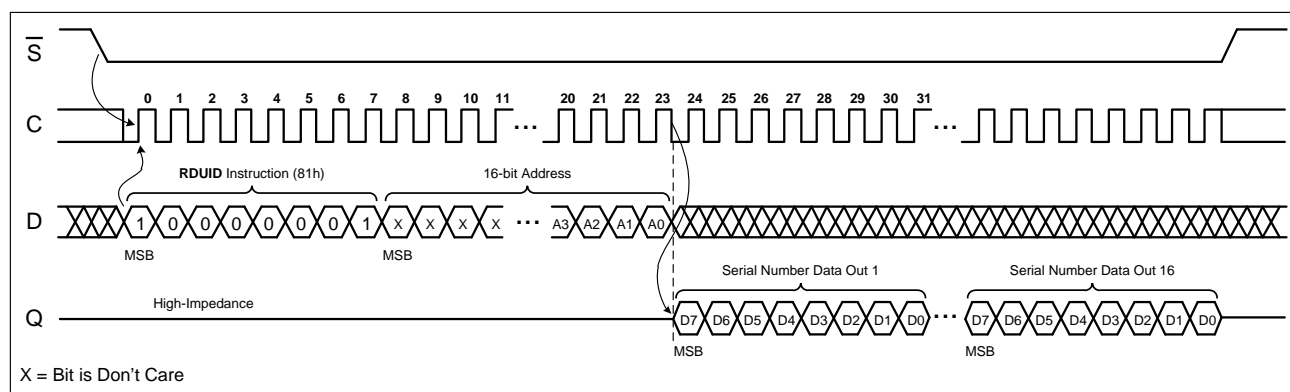 S
0 1 2 3 4 5 6 7 8 9 10 11 20 21 22 23 24 25 26 27 28 29 30 31
C ... ...
RDUID Instruction (81h) 16-bit Address
D 1 0 0 0 0 0 0 1 X X X X ... A3 A2 A1 A0
MSB MSB
Serial Number Data Out 1 Serial Number Data Out 16
High-Impedance
Q D7 D6 D5 D4 D3 D2 D1 D0 ... D7 D6 D5 D4 D3 D2 D1 D0
MSB MSB
X = Bit is Don't Care